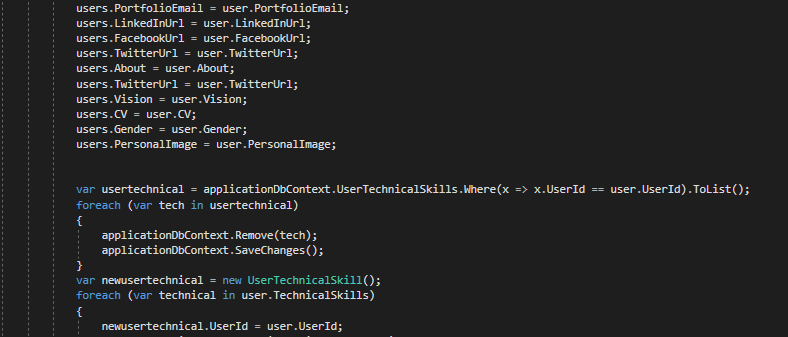 users.PortfolioEmail = user.PortfolioEmail;
users.LinkedInUrl = user.LinkedInUrl;
users.FacebookUrl = user.FacebookUrl;
users.TwitterUrl = user.TwitterUrl;
users.About = user.About;
users.TwitterUrl = user.TwitterUrl;
users.Vision = user.Vision;
users.CV = user.CV;
users.Gender = user.Gender;
users.PersonalImage = user.PersonalImage;
var usertechnical = applicationDbContext.UserTechnicalSkills.Where(x => x.UserId == user.UserId).ToList();
foreach (var tech in usertechnical)
{
applicationDbContext.Remove(tech);
applicationDbContext.SaveChanges();
}
var newusertechnical = new UserTechnicalSkill();
foreach (var technical in user.TechnicalSkills)
{
newusertechnical.UserId = user.UserId;